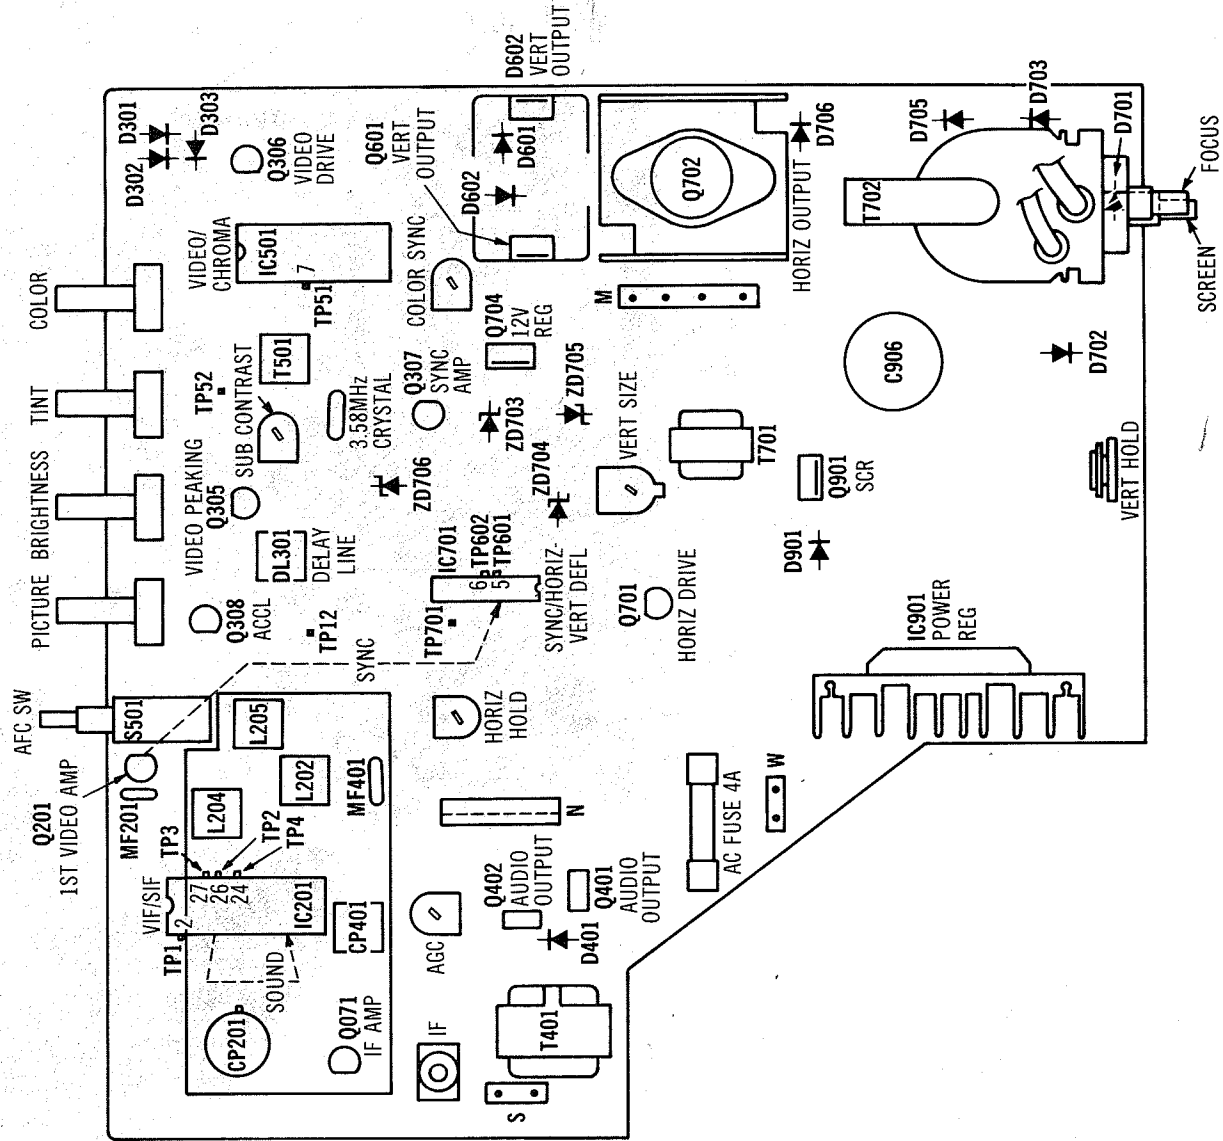 AFC SW
PICTURE
BRIGHTNESS
TINT
COLOR
Q201
1ST VIDEO AMP
MF201
S501
TP3
TP2
TP4
VIF/SIF
TP1
2
27
26
24
IC201
SOUND
CP201
CP401
Q071
IF AMP
L204
L205
L202
MF401
Q308
ACCL
TP12
SYNC
VIDEO PEAKING
Q305
DL301
DELAY
LINE
SUB CONTRAST
TP52
T501
3.58MHz
CRYSTAL
VIDEO/
CHROMA
IC501
7
TP51
D301
D302
D303
Q306
VIDEO
DRIVE
Q601
VERT
OUTPUT
D602
VERT
OUTPUT
D602
D601
COLOR SYNC
Q307
SYNC
AMP
Q704
12V
REG
ZD706
ZD703
ZD705
ZD704
IC701
TP602
TP601
6
5
TP701
SYNC/HORIZ-
VERT DEFL
HORIZ
HOLD
AGC
IF
S
T401
Q402
AUDIO
OUTPUT
Q401
AUDIO
OUTPUT
D401
N
AC FUSE 4A
W
Q701
HORIZ DRIVE
VERT SIZE
T701
M
Q702
HORIZ OUTPUT
D706
D705
D703
D701
T702
FOCUS
SCREEN
C906
D702
Q901
SCR
D901
VERT HOLD
IC901
POWER
REG